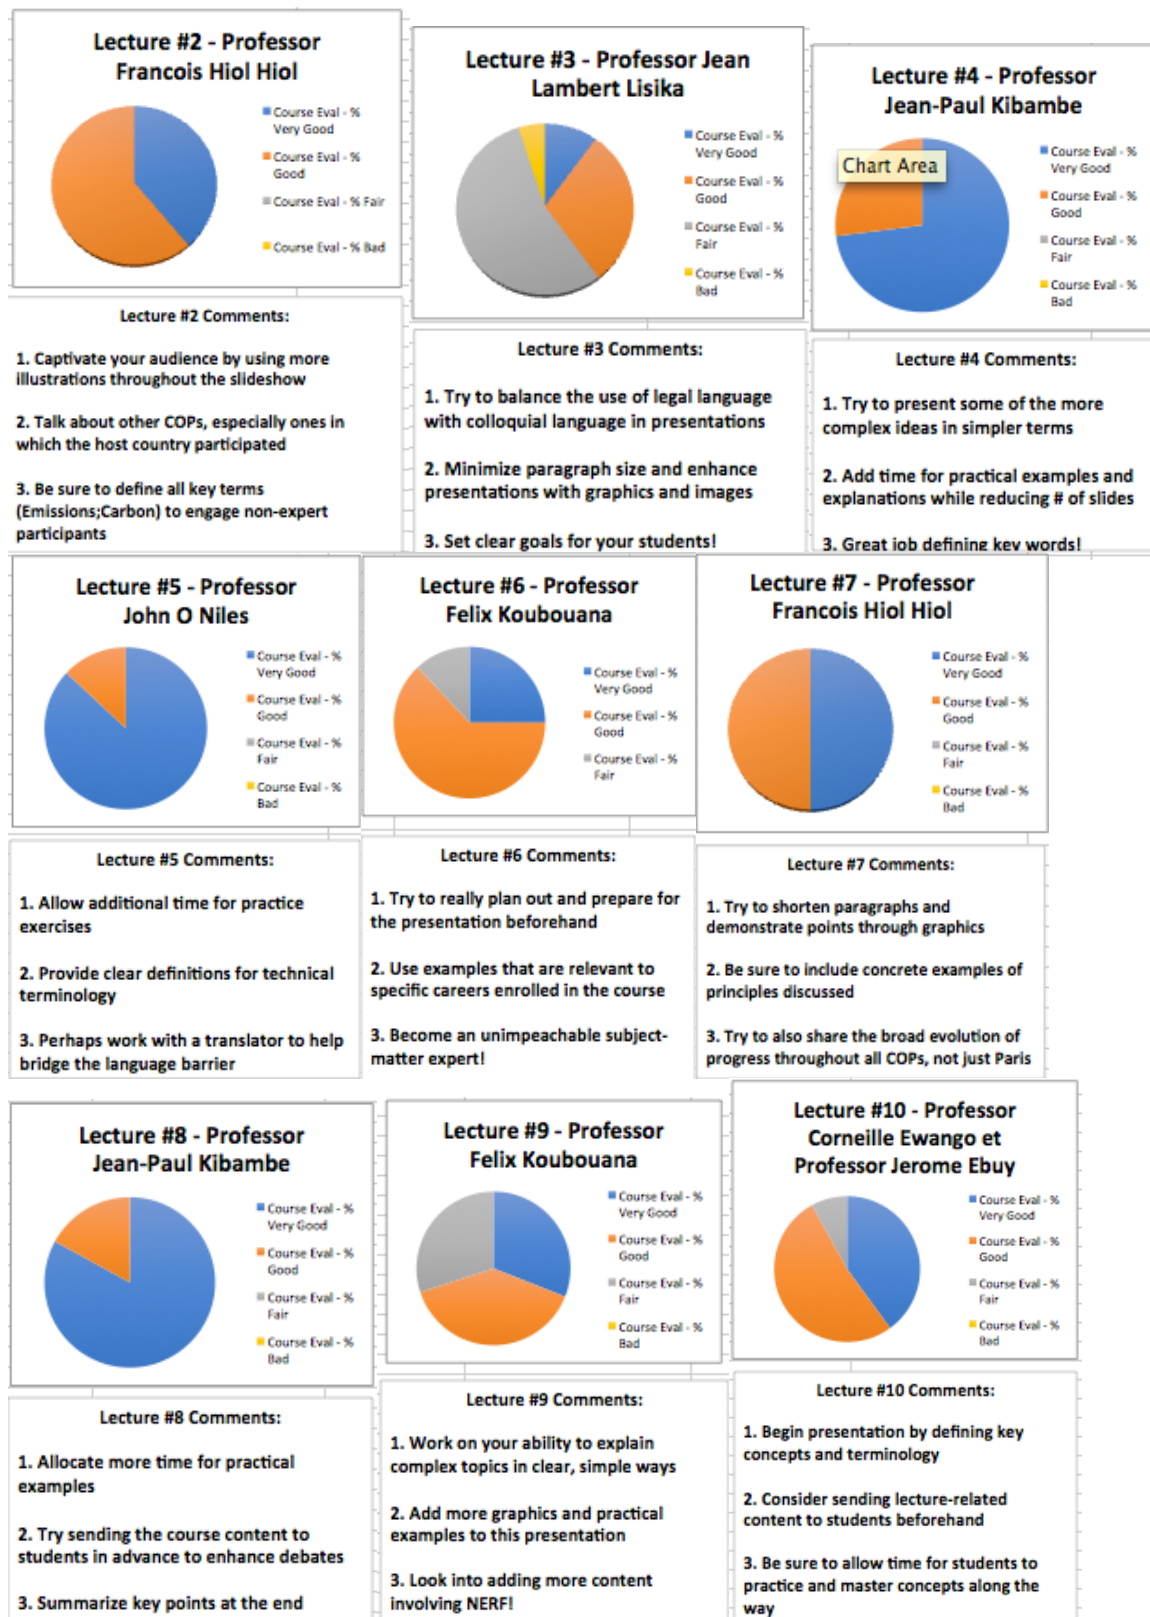 Lecture #2 - Professor
Francois Hiol Hiol
Course Eval - %
Very Good
Course Eval - %
Good
Course Eval - % Fair
Course Eval - % Bad
Lecture #2 Comments:
1. Captivate your audience by using more
illustrations throughout the slideshow
2. Talk about other COPs, especially ones in
which the host country participated
3. Be sure to define all key terms
(Emissions;Carbon) to engage non-expert
participants
Lecture #3 - Professor Jean
Lambert Lisika
Course Eval - %
Very Good
Course Eval - %
Good
Course Eval - %
Fair
Course Eval - %
Bad
Lecture #3 Comments:
1. Try to balance the use of legal language
with colloquial language in presentations
2. Minimize paragraph size and enhance
presentations with graphics and images
3. Set clear goals for your students!
Lecture #4 - Professor
Jean-Paul Kibambe
Chart Area
Course Eval - %
Very Good
Course Eval - %
Good
Course Eval - %
Fair
Course Eval - %
Bad
Lecture #4 Comments:
1. Try to present some of the more
complex ideas in simpler terms
2. Add time for practical examples and
explanations while reducing # of slides
3. Great job defining key words!
Lecture #5 - Professor
John O Niles
Course Eval - %
Very Good
Course Eval - %
Good
Course Eval - %
Fair
Course Eval - %
Bad
Lecture #5 Comments:
1. Allow additional time for practice
exercises
2. Provide clear definitions for technical
terminology
3. Perhaps work with a translator to help
bridge the language barrier
Lecture #6 - Professor
Felix Koubouana
Course Eval - %
Very Good
Course Eval - %
Good
Course Eval - %
Fair
Lecture #6 Comments:
1. Try to really plan out and prepare for
the presentation beforehand
2. Use examples that are relevant to
specific careers enrolled in the course
3. Become an unimpeachable subject-
matter expert!
Lecture #7 - Professor
Francois Hiol Hiol
Course Eval - %
Very Good
Course Eval - %
Good
Course Eval - %
Fair
Course Eval - %
Bad
Lecture #7 Comments:
1. Try to shorten paragraphs and
demonstrate points through graphics
2. Be sure to include concrete examples of
principles discussed
3. Try to also share the broad evolution of
progress throughout all COPs, not just Paris
Lecture #8 - Professor
Jean-Paul Kibambe
Course Eval - %
Very Good
Course Eval - %
Good
Course Eval - %
Fair
Course Eval - %
Bad
Lecture #8 Comments:
1. Allocate more time for practical
examples
2. Try sending the course content to
students in advance to enhance debates
3. Summarize key points at the end
Lecture #9 - Professor
Felix Koubouana
Course Eval - %
Very Good
Course Eval - %
Good
Course Eval - %
Fair
Course Eval - %
Bad
Lecture #9 Comments:
1. Work on your ability to explain
complex topics in clear, simple ways
2. Add more graphics and practical
examples to this presentation
3. Look into adding more content
involving NERF!
Lecture #10 - Professor
Corneille Ewango et
Professor Jerome Ebuy
Course Eval - %
Very Good
Course Eval - %
Good
Course Eval - %
Fair
Course Eval - %
Bad
Lecture #10 Comments:
1. Begin presentation by defining key
concepts and terminology
2. Consider sending lecture-related
content to students beforehand
3. Be sure to allow time for students to
practice and master concepts along the
way